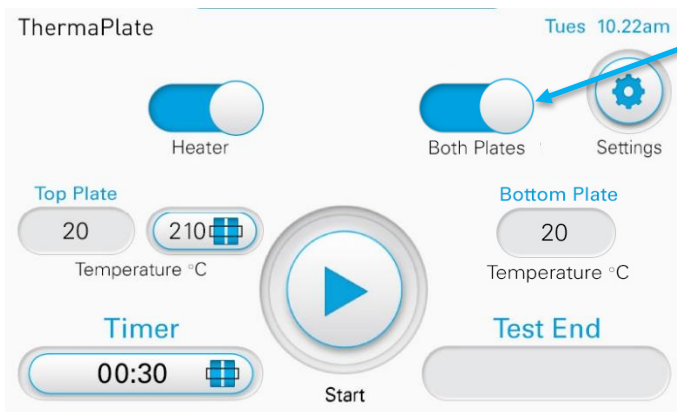 ThermaPlate
Tues 10.22am
Heater
Both Plates
Settings
Top Plate
Bottom Plate
20
210
20
Temperature °C
Temperature °C
Timer
Test End
00:30
Start